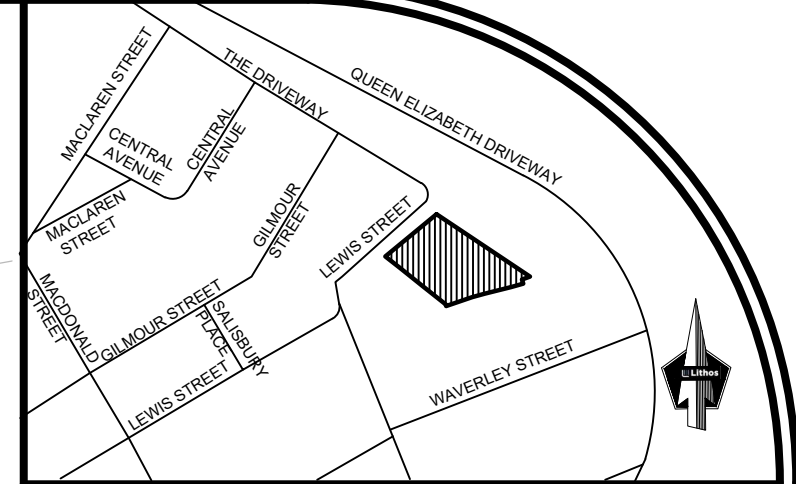 MACLAREN STREET
THE DRIVEWAY
QUEEN ELIZABETH DRIVEWAY
CENTRAL
AVENUE
CENTRAL
AVENUE
MACLAREN
STREET
GILMOUR
STREET
LEWIS STREET
MACDONALD
STREET
GILMOUR STREET
SALISBURY
PLACE
LEWIS STREET
WAVERLEY STREET
Lithos